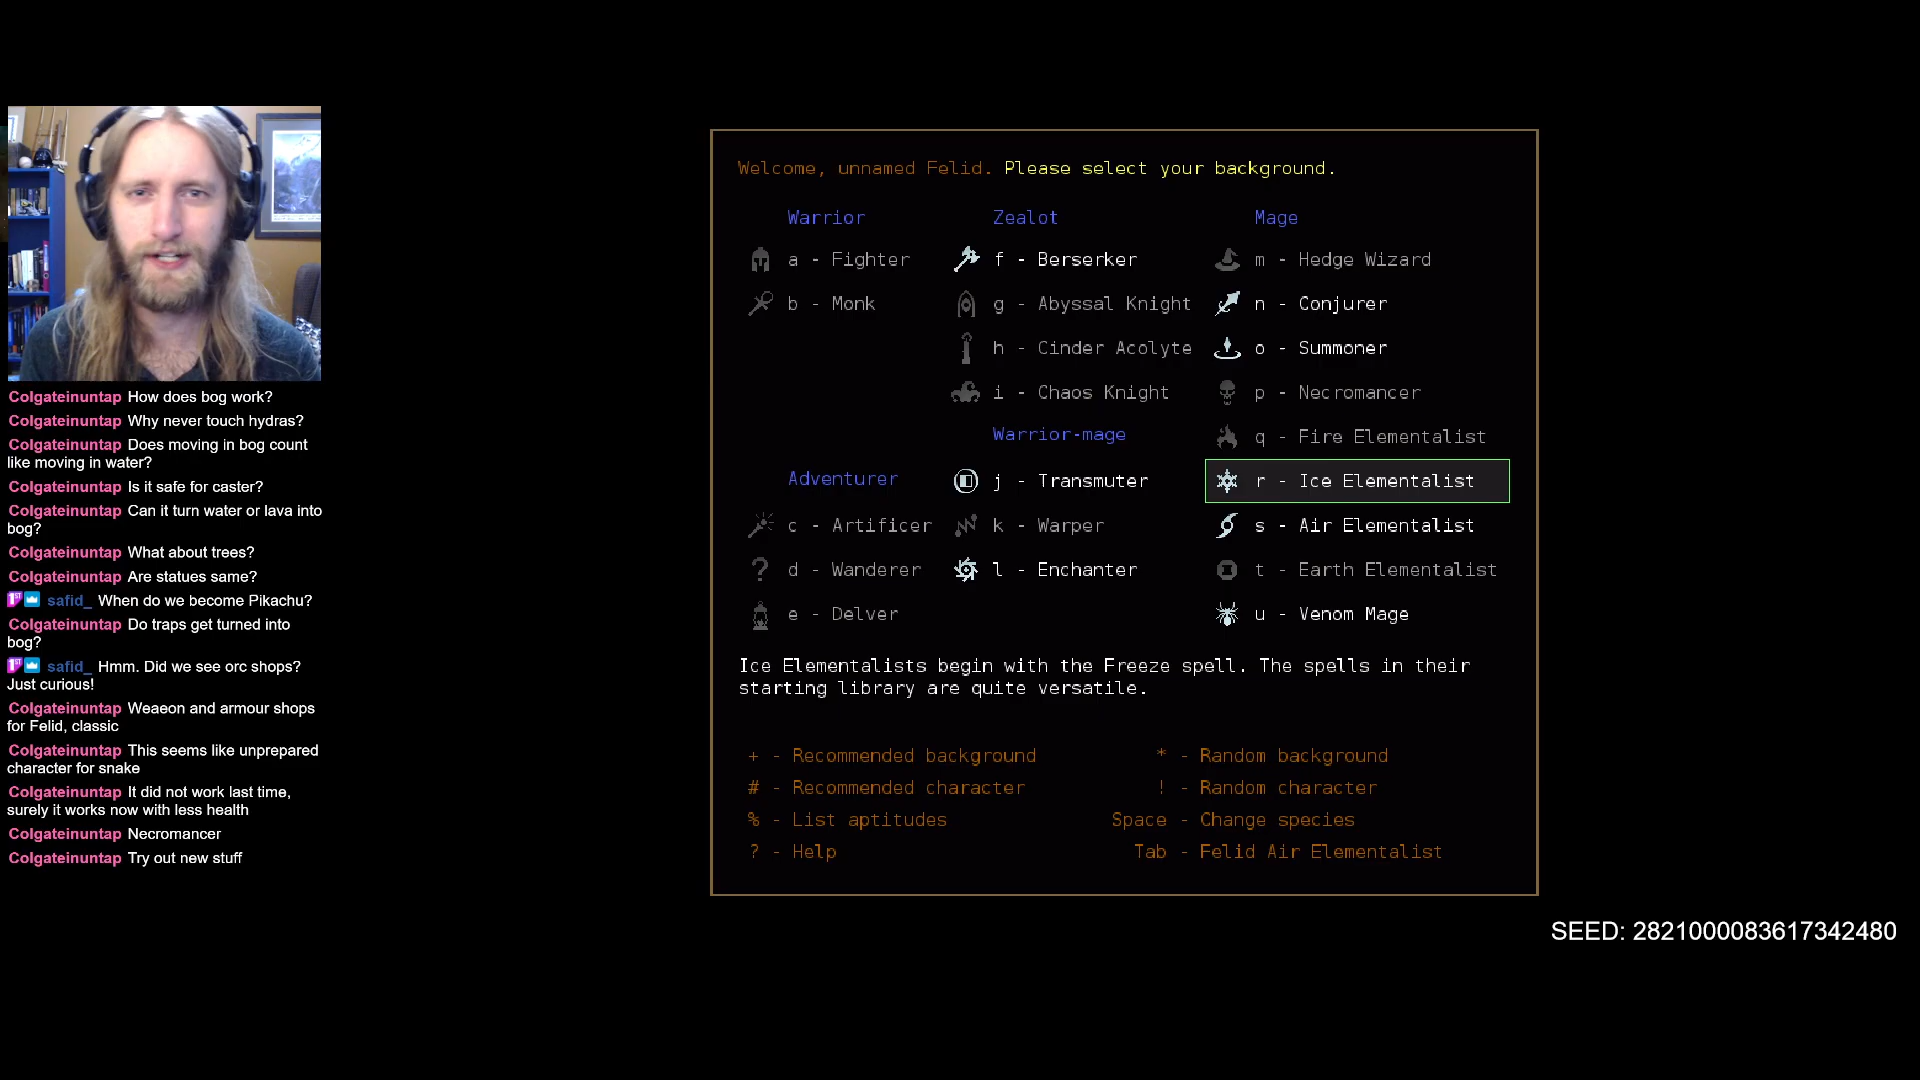 Colgateinuntap How does bog work?
Colgateinuntap Why never touch hydras?
Colgateinuntap Does moving in bog count
like moving in water?
Colgateinuntap Is it safe for caster?
Colgateinuntap Can it turn water or lava into
bog?
Colgateinuntap What about trees?
Colgateinuntap Are statues same?
1ST safid_ When do we become Pikachu?
Colgateinuntap Do traps get turned into
bog?
1ST safid_ Hmm. Did we see orc shops?
Just curious!
Colgateinuntap Weaeon and armour shops
for Felid, classic
Colgateinuntap This seems like unprepared
character for snake
Colgateinuntap It did not work last time,
surely it works now with less health
Colgateinuntap Necromancer
Colgateinuntap Try out new stuff
Welcome, unnamed Felid. Please select your background.
Warrior
a - Fighter
b - Monk
Adventurer
c - Artificer
d - Wanderer
e - Delver
Zealot
f - Berserker
g - Abyssal Knight
h - Cinder Acolyte
i - Chaos Knight
Warrior-mage
j - Transmuter
k - Warper
l - Enchanter
Mage
m - Hedge Wizard
n - Conjurer
o - Summoner
p - Necromancer
q - Fire Elementalist
r - Ice Elementalist
s - Air Elementalist
t - Earth Elementalist
u - Venom Mage
Ice Elementalists begin with the Freeze spell. The spells in their
starting library are quite versatile.
+ - Recommended background
# - Recommended character
% - List aptitudes
? - Help
* - Random background
! - Random character
Space - Change species
Tab - Felid Air Elementalist
SEED: 2821000083617342480